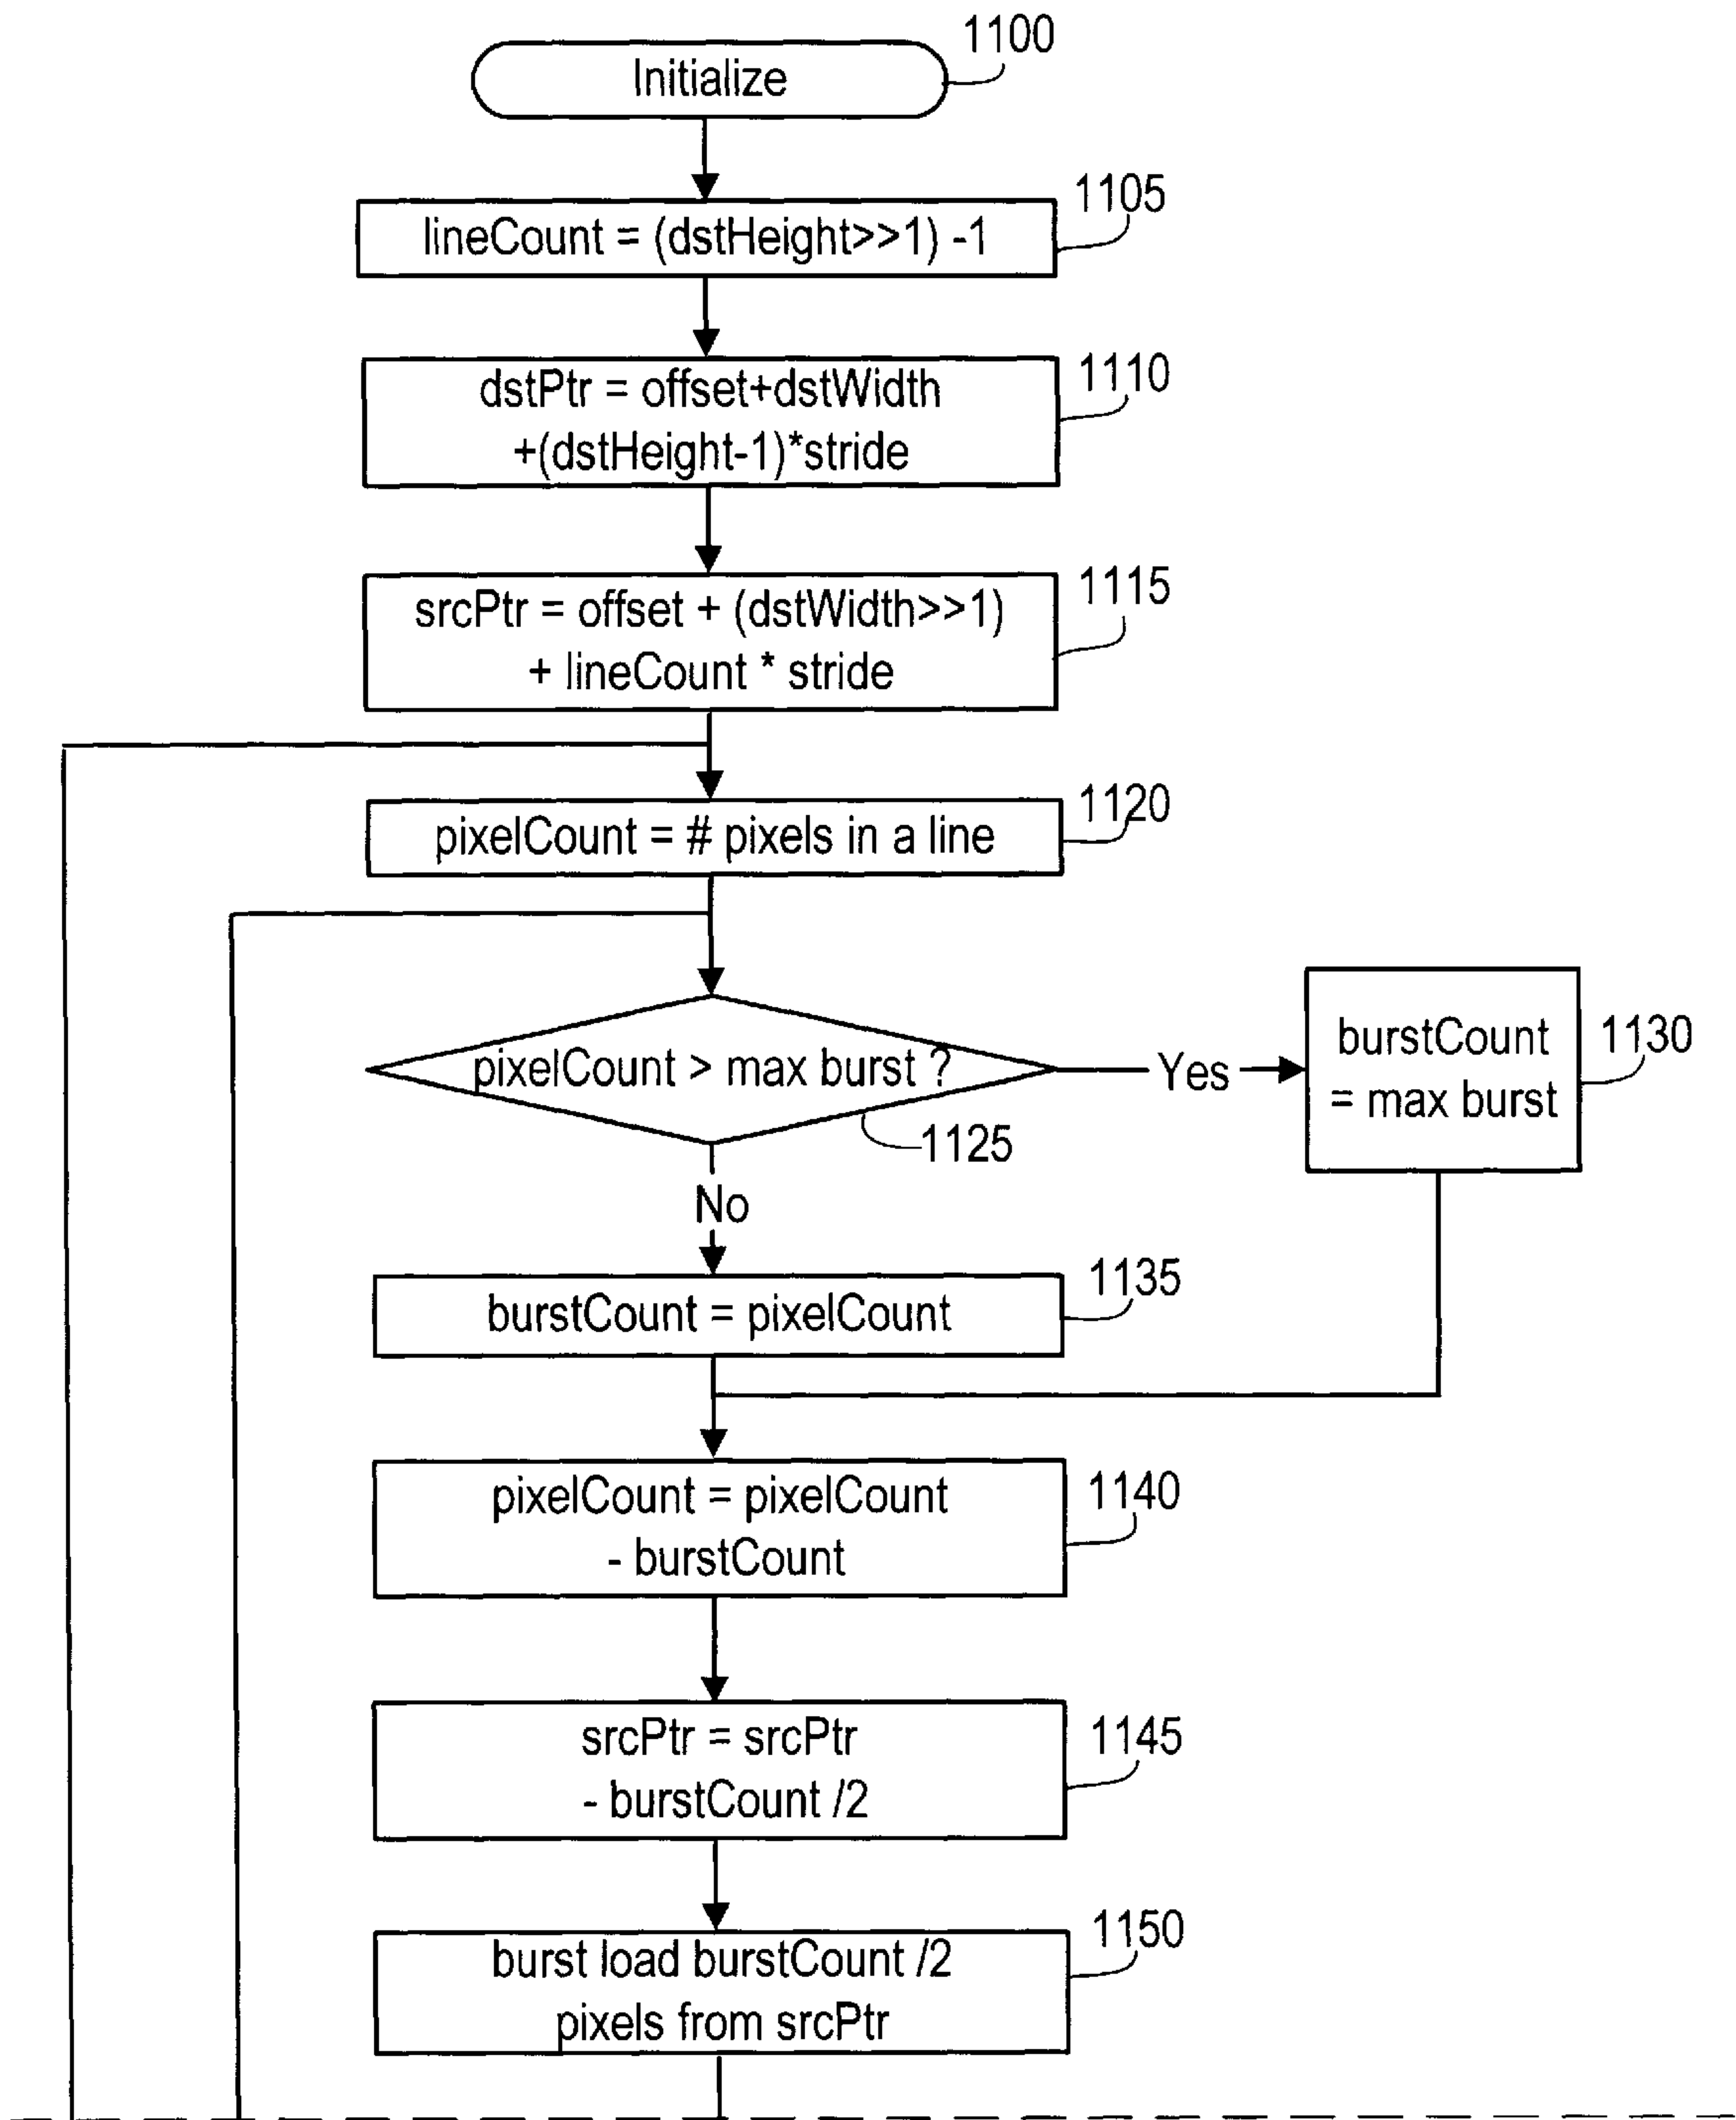 1100
Initialize
1105
lineCount = (dstHeight>>1) -1
1110
dstPtr = offset+dstWidth
+(dstHeight-1)*stride
1115
srcPtr = offset + (dstWidth>>1)
+ lineCount * stride
1120
pixelCount = # pixels in a line
pixelCount > max burst ?
Yes
burstCount
= max burst
1130
1125
No
1135
burstCount = pixelCount
1140
pixelCount = pixelCount
- burstCount
1145
srcPtr = srcPtr
- burstCount /2
1150
burst load burstCount /2
pixels from srcPtr